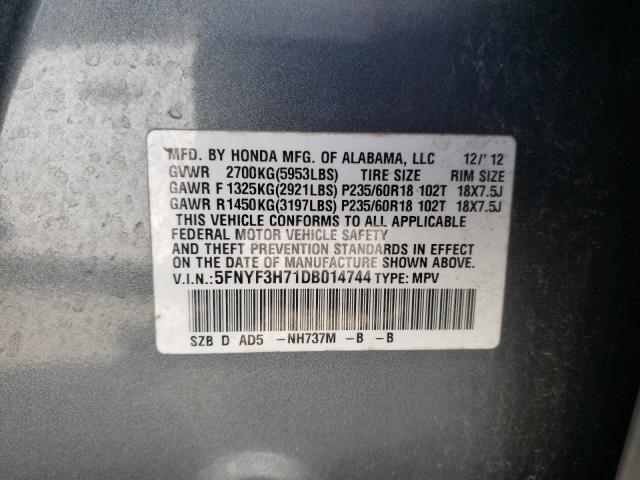 MFD. BY HONDA MFG. OF ALABAMA, LLC 12/'12
GVWR 2700KG(5953LBS) TIRE SIZE RIM SIZE
GAWR F 1325KG(2921LBS) P235/60R18 102T 18X7.5J
GAWR R1450KG(3197LBS) P235/60R18 102T 18X7.5J
THIS VEHICLE CONFORMS TO ALL APPLICABLE
FEDERAL MOTOR VEHICLE SAFETY
AND THEFT PREVENTION STANDARDS IN EFFECT
ON THE DATE OF MANUFACTURE SHOWN ABOVE.
V.I.N.:5FNYF3H71DB014744 TYPE: MPV
SZB D AD5 -NH737M -B -B